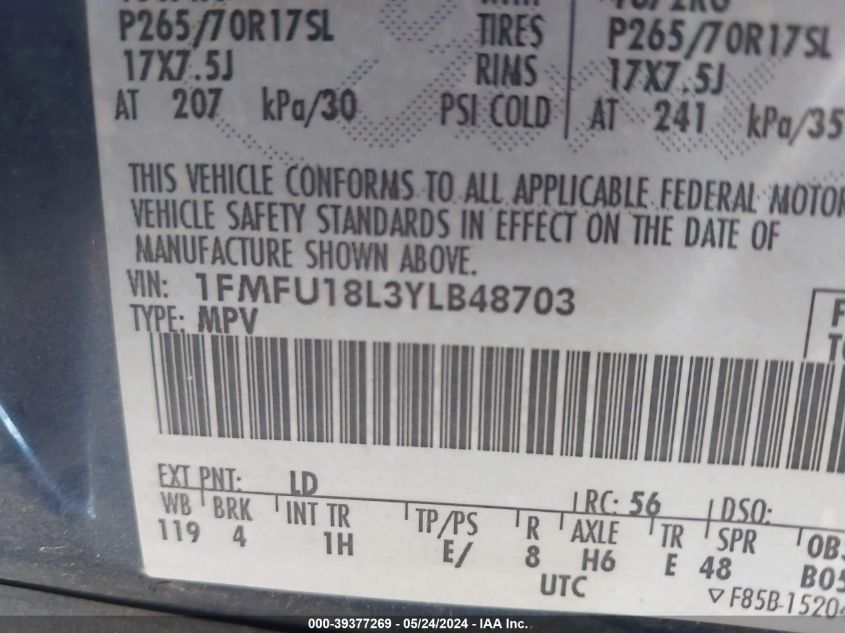 P265/70R17SL TIRES P265/70R17SL
17X7.5J RIMS 17X7.5J
AT 207 kPa/30 PSI COLD AT 241 kPa/35
THIS VEHICLE CONFORMS TO ALL APPLICABLE FEDERAL MOTOR
VEHICLE SAFETY STANDARDS IN EFFECT ON THE DATE OF
MANUFACTURE SHOWN ABOVE.
VIN: 1FMFU18L3YLB48703
TYPE: MPV
EXT PNT: LD RC: 56 DSO:
WB BRK INT TR TP/PS R AXLE TR SPR
119 4 1H E/ 8 H6 E 48
UTC ▽F85B-1520
000-39377269 - 05/24/2024 - IAA Inc.